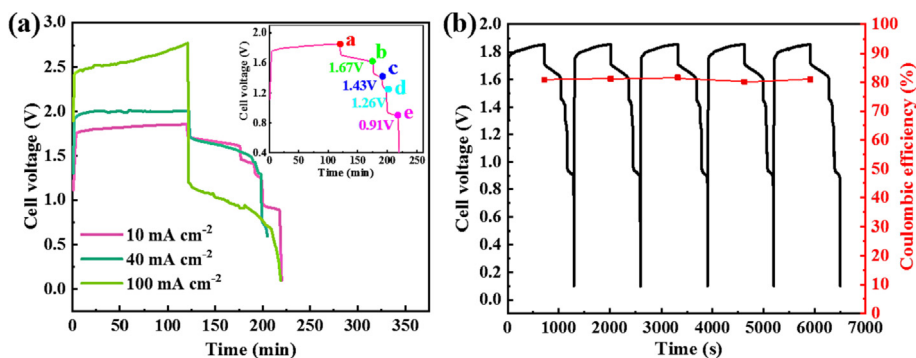 (a)
3.0
2.5
2.0
1.5
1.0
0.5
0.0
Cell voltage (V)
0 50 100 150 200 250 300 350
Time (min)
10 mA cm⁻²
40 mA cm⁻²
100 mA cm⁻²
2.0
1.6
1.2
0.8
0.4
Cell voltage (V)
a
b
1.67V
c
1.43V
d
1.26V
e
0.91V
0 50 100 150 200 250
Time (min)
(b)
2.0
1.8
1.6
1.4
1.2
1.0
0.8
0.6
0.4
0.2
0.0
Cell voltage (V)
0 1000 2000 3000 4000 5000 6000 7000
Time (s)
100
90
80
70
60
50
40
30
20
10
0
Coulombic efficiency (%)